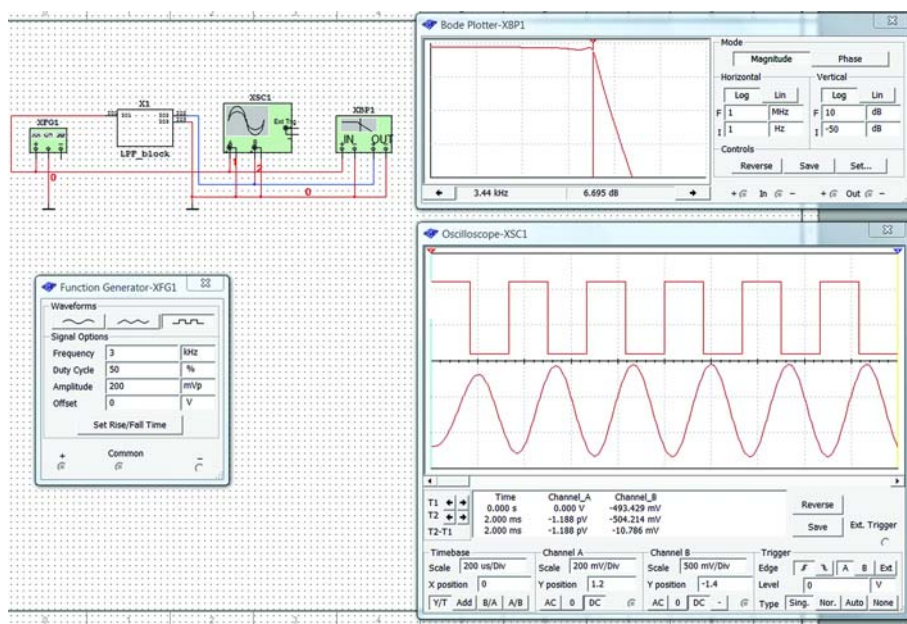 XFG1
X1
IO1
IO2
IO3
LPF_block
XSC1
Ext Trig
XBP1
IN
OUT
1
2
0
0
Bode Plotter-XBP1
Mode
Magnitude Phase
Horizontal Vertical
Log Lin Log Lin
F 1 MHz F 10 dB
I 1 Hz I -50 dB
Controls
Reverse Save Set...
3.44 kHz 6.695 dB + In − + Out −
Oscilloscope-XSC1
Function Generator-XFG1
Waveforms
Signal Options
Frequency 3 kHz
Duty Cycle 50 %
Amplitude 200 mVp
Offset 0 V
Set Rise/Fall Time
+ Common −
Time Channel_A Channel_B
T1 0.000 s 0.000 V -493.429 mV
T2 2.000 ms -1.188 pV -504.214 mV
T2-T1 2.000 ms -1.188 pV -10.786 mV
Reverse
Save Ext. Trigger
Timebase Channel A Channel B Trigger
Scale 200 us/Div Scale 200 mV/Div Scale 500 mV/Div Edge A B Ext
X position 0 Y position 1.2 Y position -1.4 Level 0 V
Y/T Add B/A A/B AC 0 DC AC 0 DC - Type Sing. Nor. Auto None